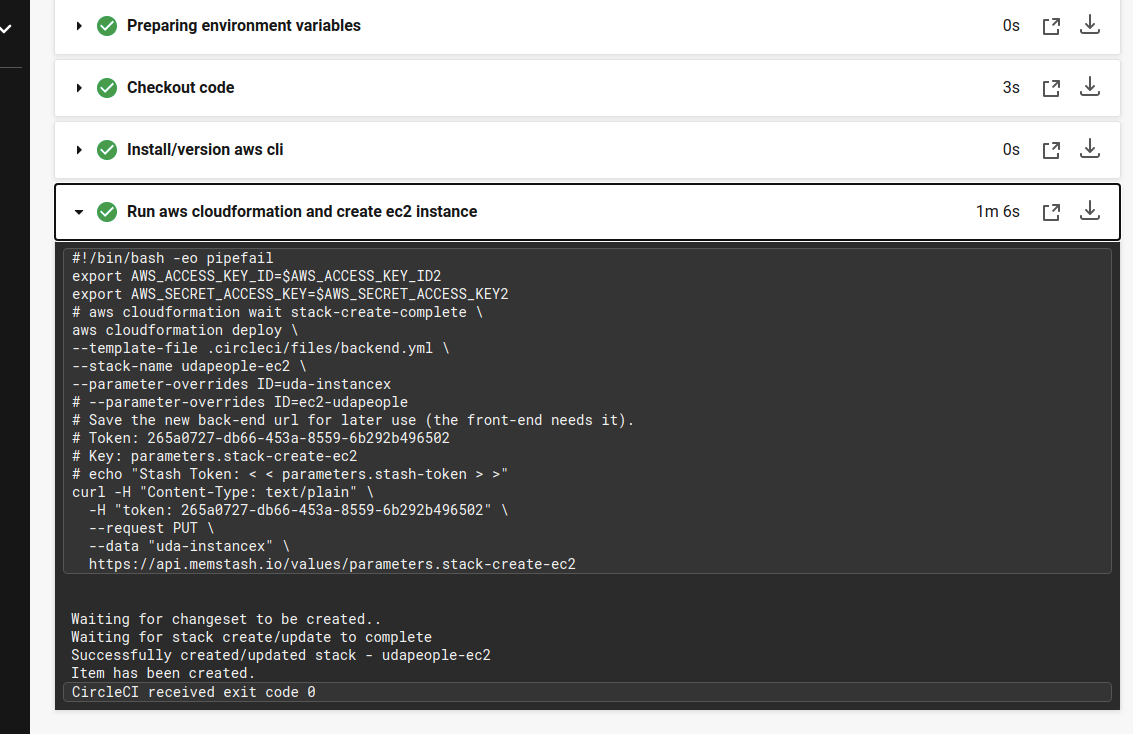 Preparing environment variables 0s
Checkout code 3s
Install/version aws cli 0s
Run aws cloudformation and create ec2 instance 1m 6s
#!/bin/bash -eo pipefail
export AWS_ACCESS_KEY_ID=$AWS_ACCESS_KEY_ID2
export AWS_SECRET_ACCESS_KEY=$AWS_SECRET_ACCESS_KEY2
# aws cloudformation wait stack-create-complete \
aws cloudformation deploy \
--template-file .circleci/files/backend.yml \
--stack-name udapeople-ec2 \
--parameter-overrides ID=uda-instancex
# --parameter-overrides ID=ec2-udapeople
# Save the new back-end url for later use (the front-end needs it).
# Token: 265a0727-db66-453a-8559-6b292b496502
# Key: parameters.stack-create-ec2
# echo "Stash Token: < < parameters.stash-token > >"
curl -H "Content-Type: text/plain" \
  -H "token: 265a0727-db66-453a-8559-6b292b496502" \
  --request PUT \
  --data "uda-instancex" \
  https://api.memstash.io/values/parameters.stack-create-ec2
Waiting for changeset to be created..
Waiting for stack create/update to complete
Successfully created/updated stack - udapeople-ec2
Item has been created.
CircleCI received exit code 0